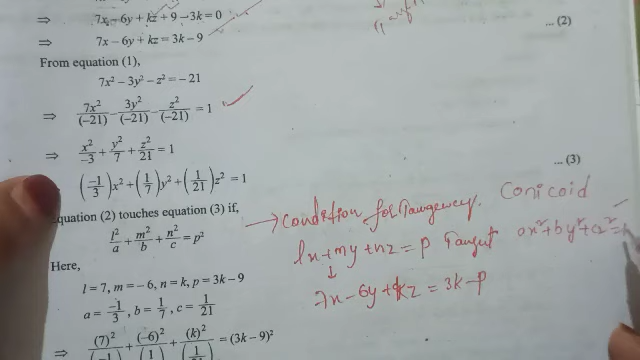 ⇒ 7x – 6y + kz + 9 – 3k = 0
⇒ 7x – 6y + kz = 3k – 9 ... (2)
From equation (1),
7x² – 3y² – z² = –21
⇒ 7x²/(–21) – 3y²/(–21) – z²/(–21) = 1
⇒ x²/–3 + y²/7 + z²/21 = 1
(–1/3)x² + (1/7)y² + (1/21)z² = 1 ... (3)
Equation (2) touches equation (3) if,
l²/a + m²/b + n²/c = p²
Here,
l = 7, m = –6, n = k, p = 3k – 9
a = –1/3, b = 1/7, c = 1/21
⇒ (7)²/(–1/ + (–6)²/(1/ + (k)²/(1/ = (3k – 9)²
→ Condition for Tangency. Conicoid
lx + my + nz = p Tangent ax² + by² + cz² =
↓
7x – 6y + kz = 3k – p